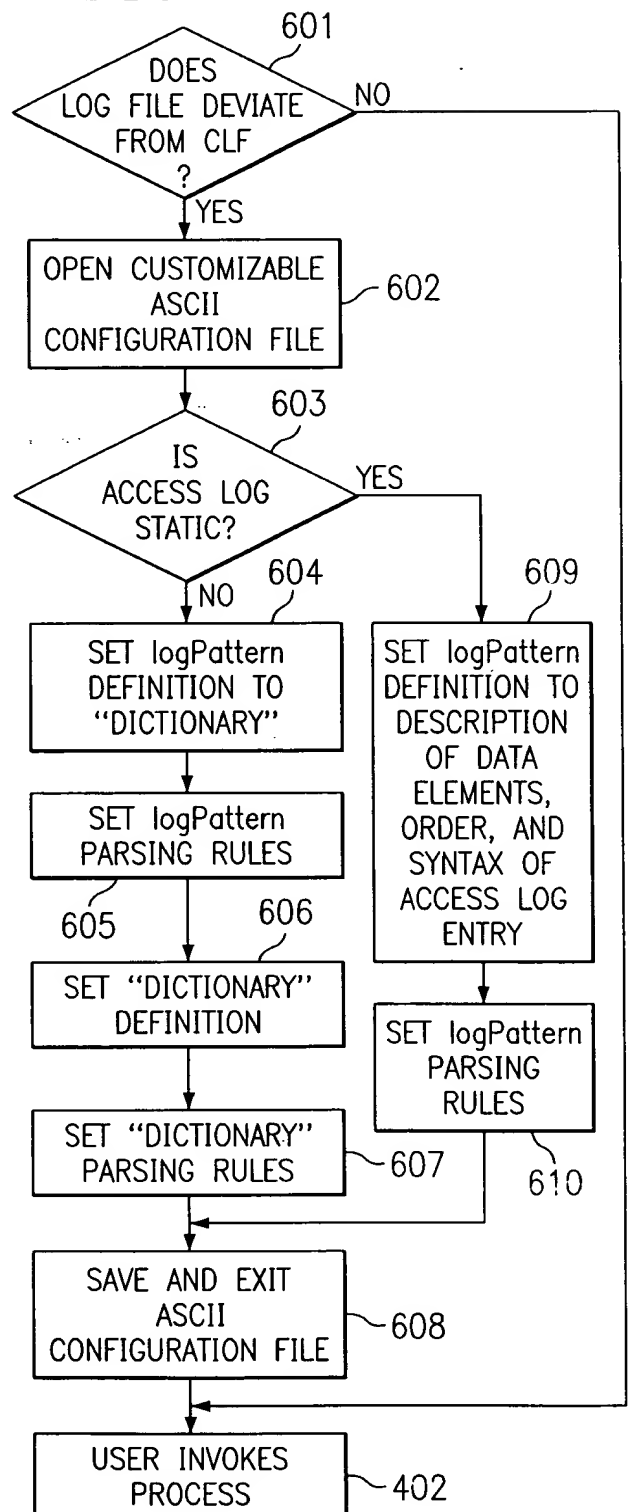 601
DOES
LOG FILE DEVIATE
FROM CLF
?
NO
YES
OPEN CUSTOMIZABLE
ASCII
CONFIGURATION FILE
602
603
IS
ACCESS LOG
STATIC?
YES
NO
604
SET logPattern
DEFINITION TO
“DICTIONARY”
609
SET logPattern
DEFINITION TO
DESCRIPTION
OF DATA
ELEMENTS,
ORDER, AND
SYNTAX OF
ACCESS LOG
ENTRY
SET logPattern
PARSING RULES
605
606
SET “DICTIONARY”
DEFINITION
SET logPattern
PARSING
RULES
610
SET “DICTIONARY”
PARSING RULES
607
SAVE AND EXIT
ASCII
CONFIGURATION FILE
608
USER INVOKES
PROCESS
402